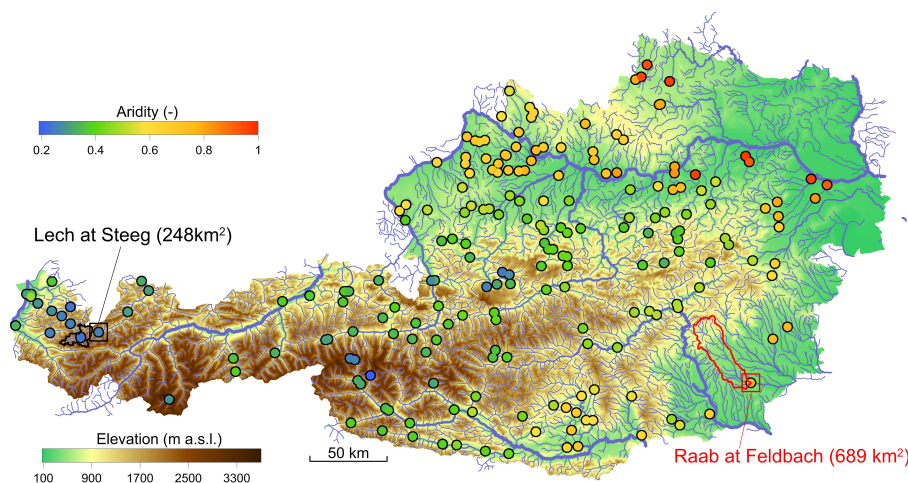 Aridity (-)
0.2 0.4 0.6 0.8 1
Lech at Steeg (248km²)
Elevation (m a.s.l.)
100 900 1700 2500 3300
50 km
Raab at Feldbach (689 km²)